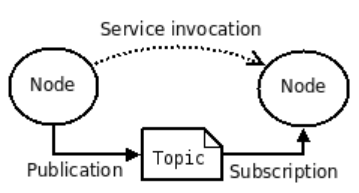 Service invocation
Node
Node
Topic
Publication
Subscription